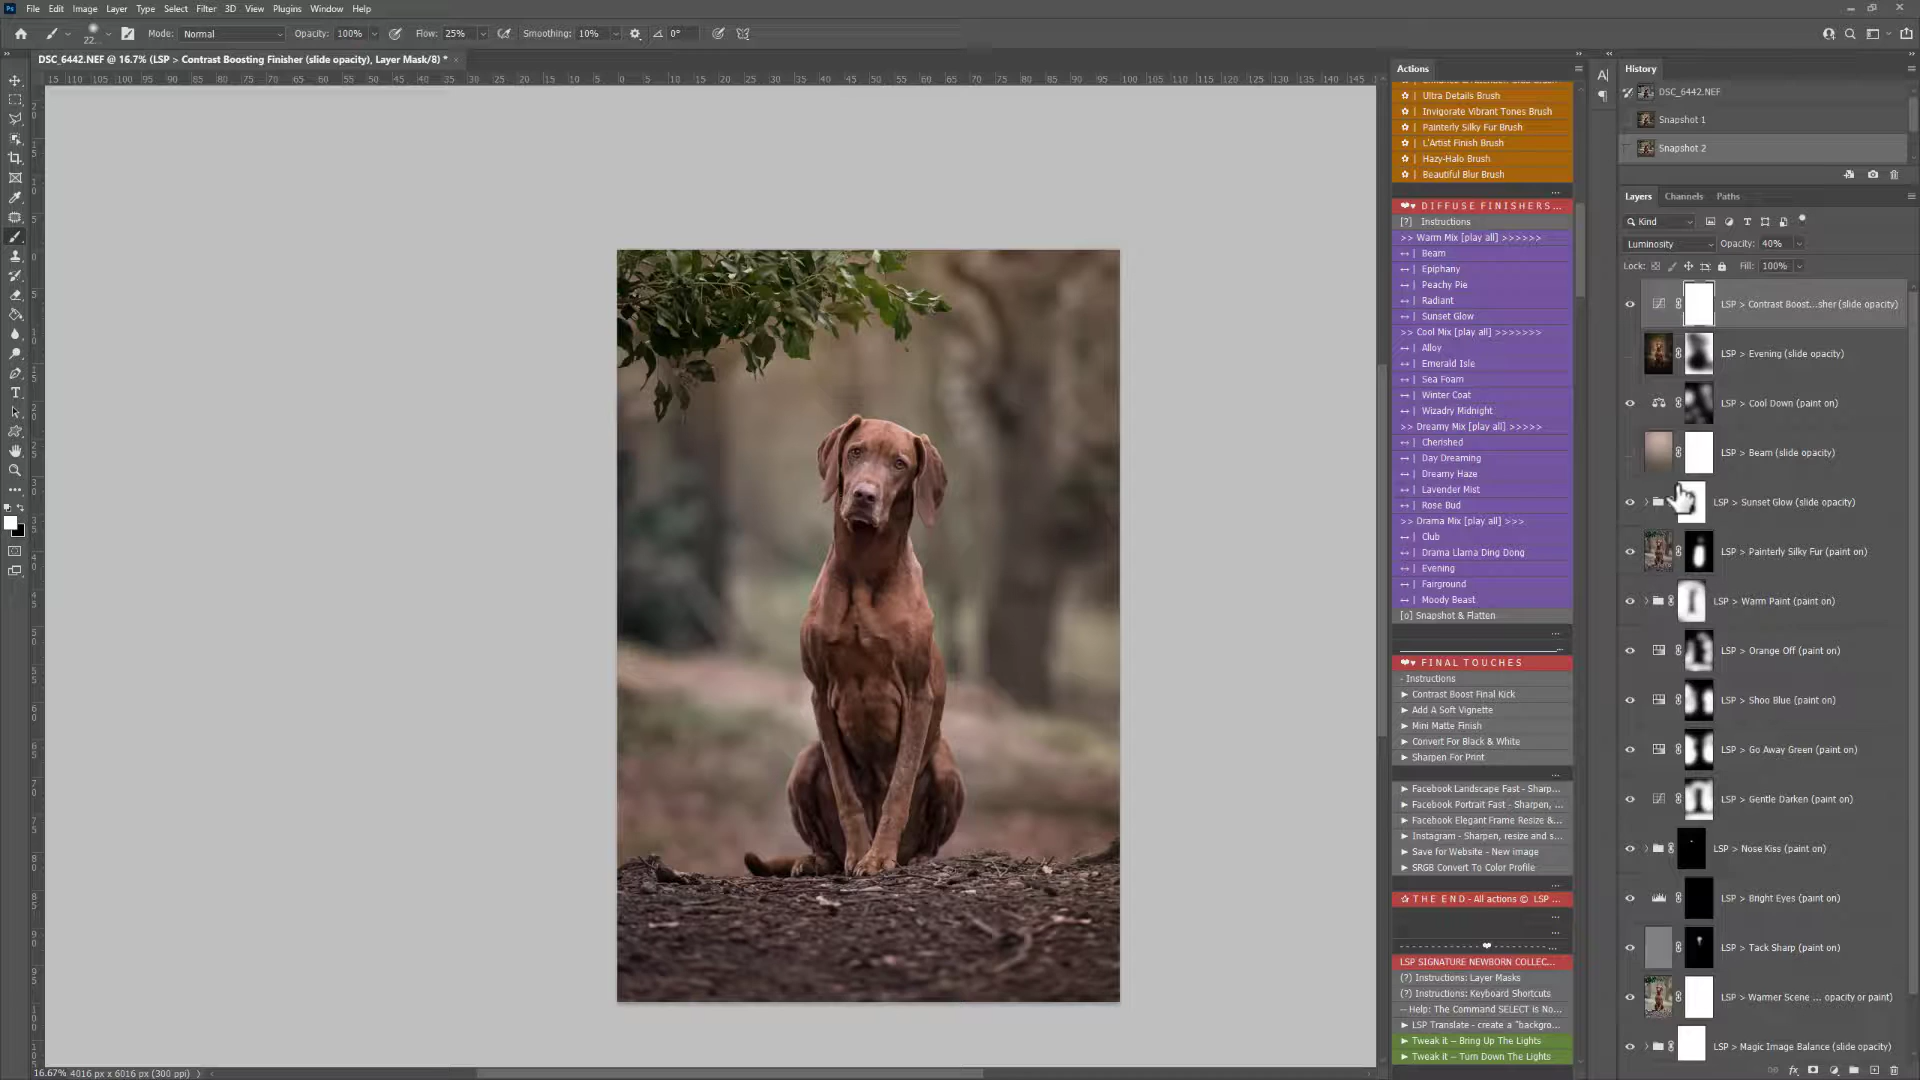 File Edit Image Layer Type Select Filter 3D View Plugins Window Help
Mode: Normal Opacity: 100% Flow: 25% Smoothing: 10% 0°
DSC_6442.NEF @ 16.7% (LSP > Contrast Boosting Finisher (slide opacity), Layer Mask/8) *
Actions
Ultra Details Brush
Invigorate Vibrant Tones Brush
Painterly Silky Fur Brush
L'Artist Finish Brush
Hazy-Halo Brush
Beautiful Blur Brush
...
DIFFUSE FINISHERS...
[?] Instructions
>> Warm Mix [play all] >>>>>>
Beam
Epiphany
Peachy Pie
Radiant
Sunset Glow
>> Cool Mix [play all] >>>>>>>
Alloy
Emerald Isle
Sea Foam
Winter Coat
Wizadry Midnight
>> Dreamy Mix [play all] >>>>>
Cherished
Day Dreaming
Dreamy Haze
Lavender Mist
Rose Bud
>> Drama Mix [play all] >>>
Club
Drama Llama Ding Dong
Evening
Fairground
Moody Beast
[o] Snapshot & Flatten
...
FINAL TOUCHES
- Instructions
Contrast Boost Final Kick
Add A Soft Vignette
Mini Matte Finish
Convert For Black & White
Sharpen For Print
...
Facebook Landscape Fast - Sharp...
Facebook Portrait Fast - Sharpen, ...
Facebook Elegant Frame Resize &...
Instagram - Sharpen, resize and s...
Save for Website - New image
SRGB Convert To Color Profile
...
THE END - All actions © LSP ...
...
LSP SIGNATURE NEWBORN COLLEC...
(?) Instructions: Layer Masks
(?) Instructions: Keyboard Shortcuts
-- Help: The Command SELECT is No...
LSP Translate - create a "backgro...
Tweak it -- Bring Up The Lights
Tweak it -- Turn Down The Lights
History
DSC_6442.NEF
Snapshot 1
Snapshot 2
Layers Channels Paths
Kind
Luminosity Opacity: 40%
Lock: Fill: 100%
LSP > Contrast Boost...sher (slide opacity)
LSP > Evening (slide opacity)
LSP > Cool Down (paint on)
LSP > Beam (slide opacity)
LSP > Sunset Glow (slide opacity)
LSP > Painterly Silky Fur (paint on)
LSP > Warm Paint (paint on)
LSP > Orange Off (paint on)
LSP > Shoo Blue (paint on)
LSP > Go Away Green (paint on)
LSP > Gentle Darken (paint on)
LSP > Nose Kiss (paint on)
LSP > Bright Eyes (paint on)
LSP > Tack Sharp (paint on)
LSP > Warmer Scene ... opacity or paint)
LSP > Magic Image Balance (slide opacity)
16.67% 4016 px x 6016 px (300 ppi)